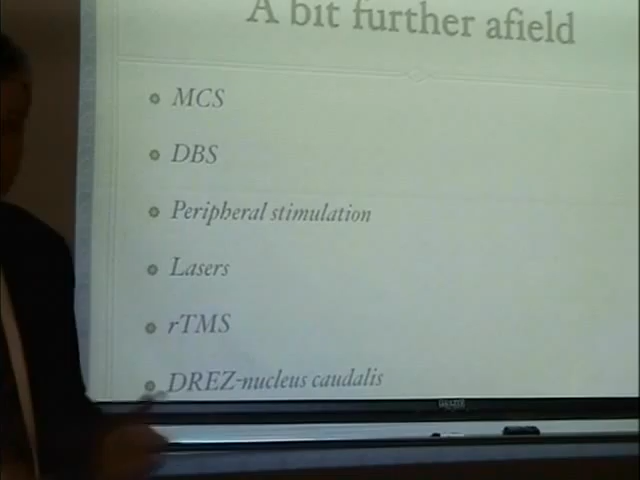 A bit further afield
MCS
DBS
Peripheral stimulation
Lasers
rTMS
DREZ-nucleus caudalis